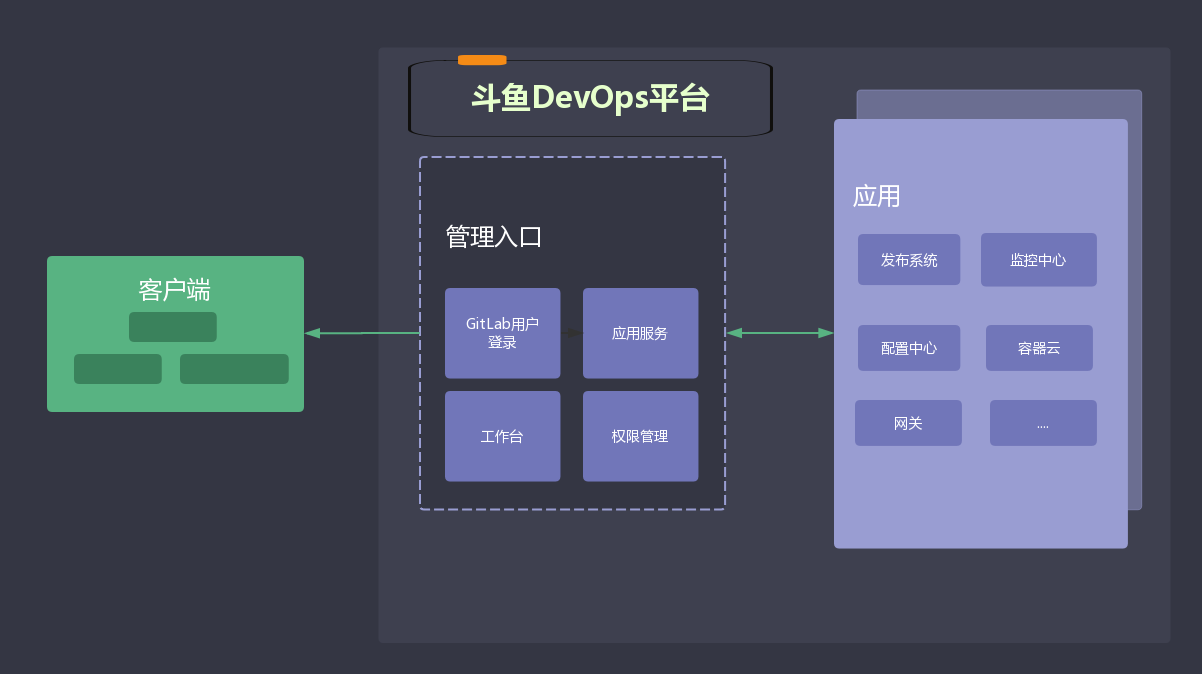 斗鱼DevOps平台
客户端
管理入口
GitLab用户
登录
应用服务
工作台
权限管理
应用
发布系统
监控中心
配置中心
容器云
网关
....